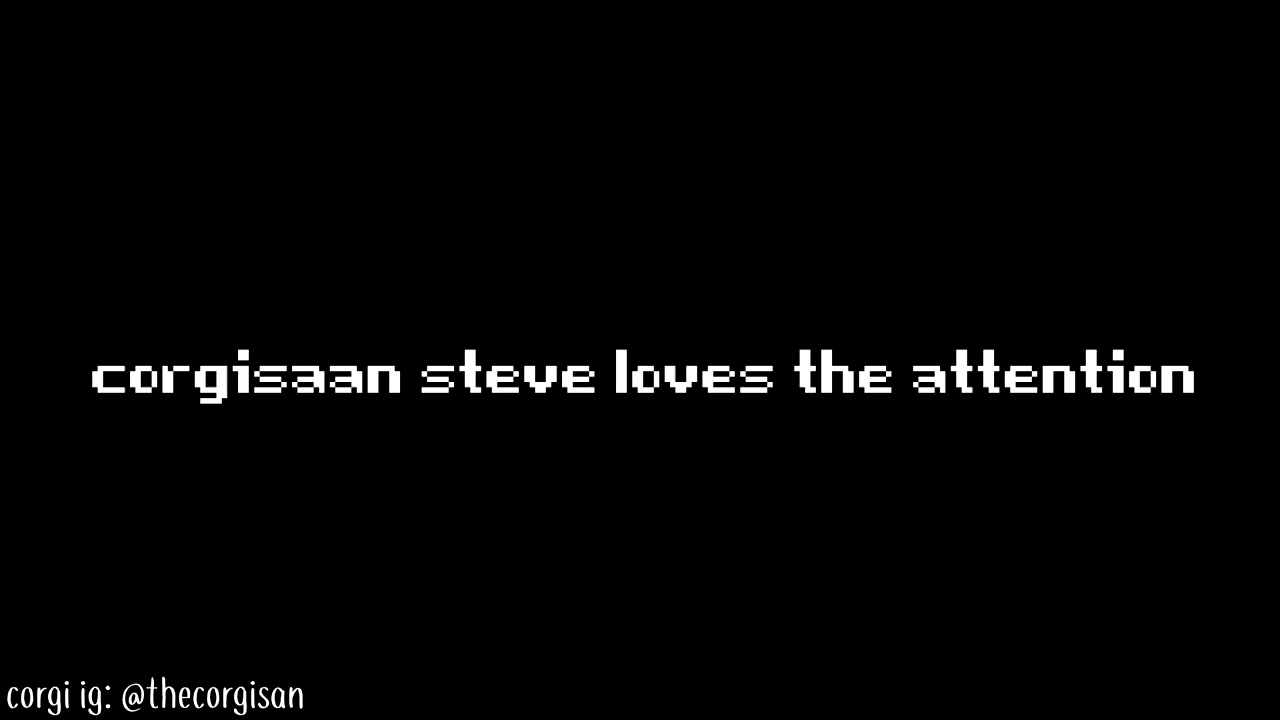 corgisaan steve loves the attention
corgi ig: @thecorgisan